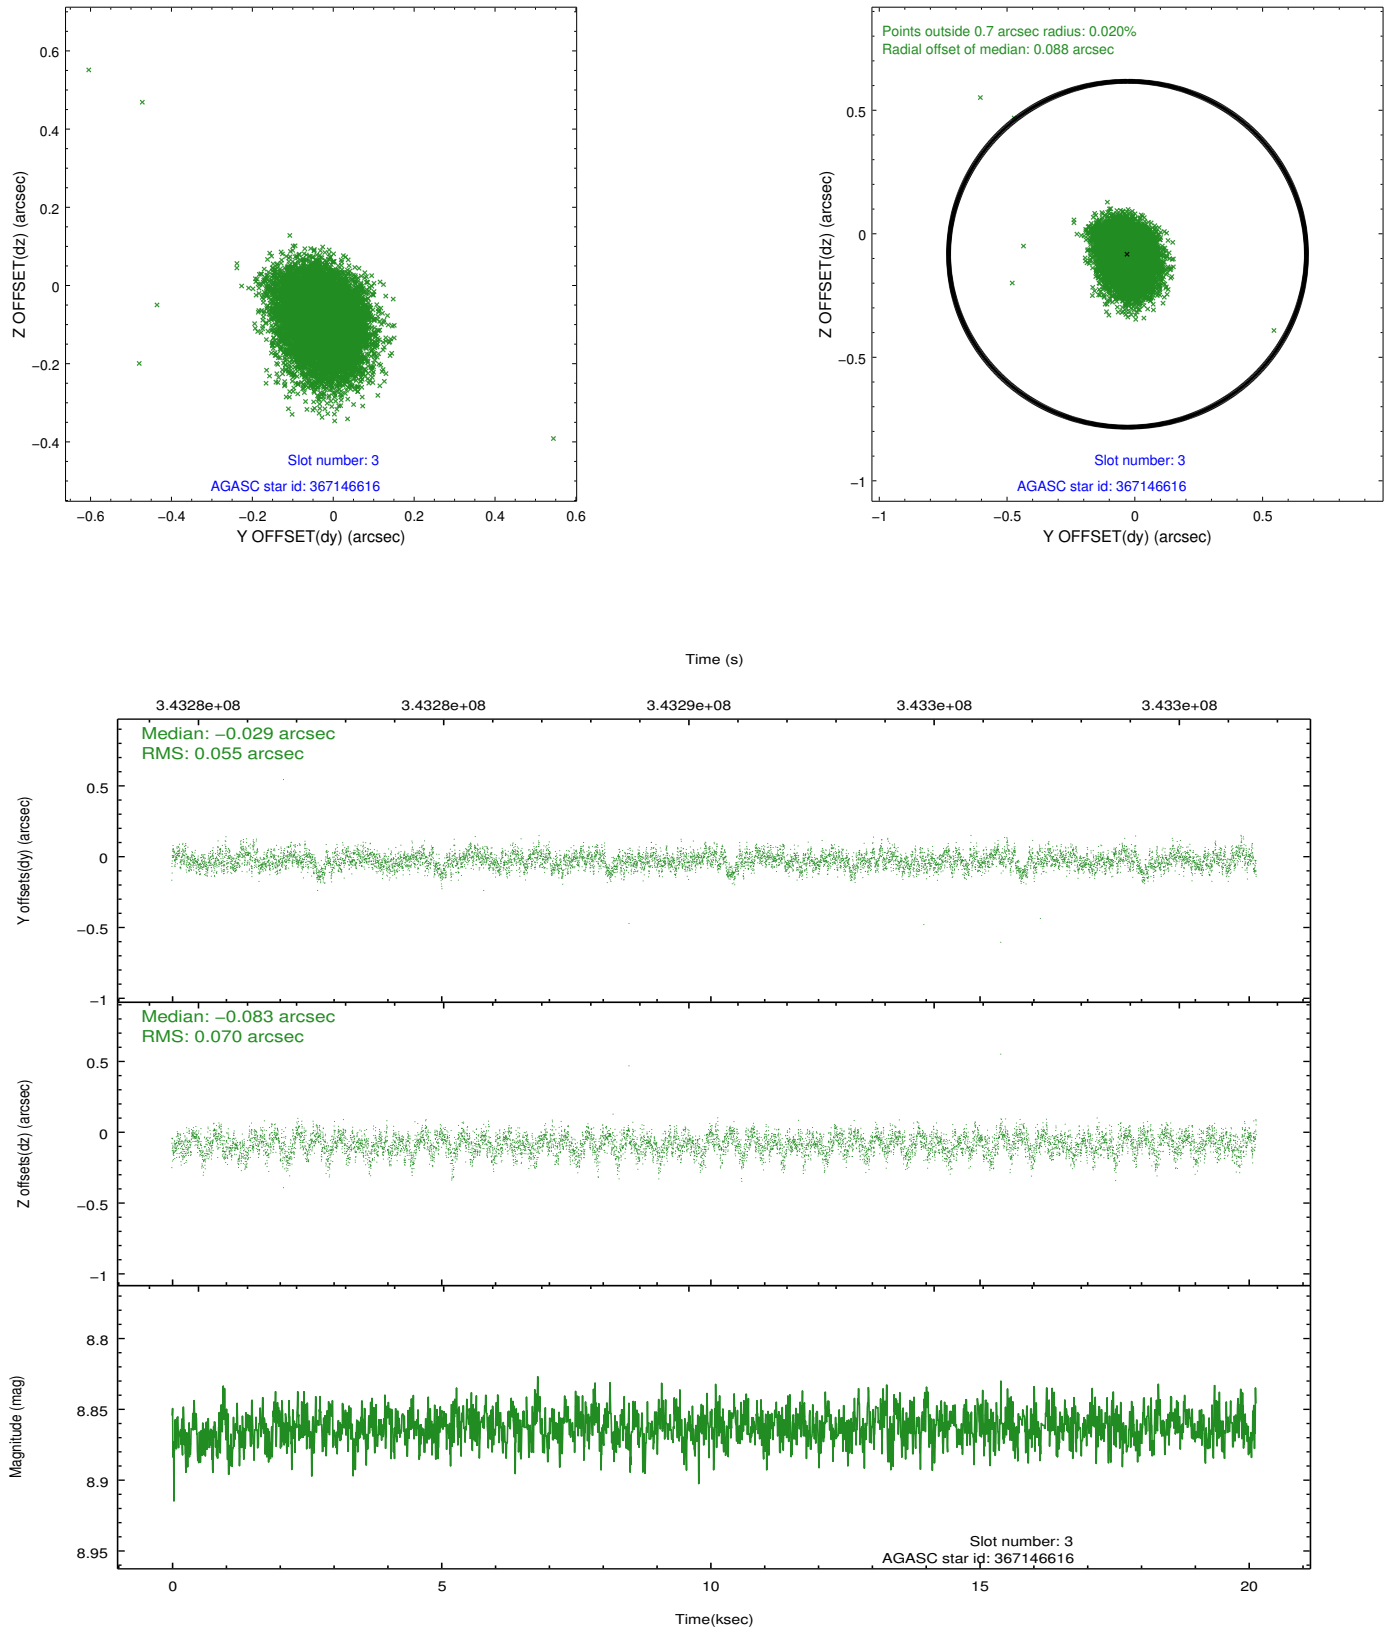 0.6
0.4
0.2
0
−0.2
−0.4
Z OFFSET(dz) (arcsec)
Slot number: 3
AGASC star id: 367146616
−0.6
−0.4
−0.2
0
0.2
0.4
0.6
Y OFFSET(dy) (arcsec)
Points outside 0.7 arcsec radius: 0.020%
Radial offset of median: 0.088 arcsec
0.5
0
−0.5
−1
Z OFFSET(dz) (arcsec)
Slot number: 3
AGASC star id: 367146616
−1
−0.5
0
0.5
Y OFFSET(dy) (arcsec)
Time (s)
3.4328e+08
3.4328e+08
3.4329e+08
3.433e+08
3.433e+08
Median: −0.029 arcsec
RMS: 0.055 arcsec
0.5
0
−0.5
−1
Y offsets(dy) (arcsec)
Median: −0.083 arcsec
RMS: 0.070 arcsec
0.5
0
−0.5
−1
Z offsets(dz) (arcsec)
8.8
8.85
8.9
8.95
Magnitude (mag)
Slot number: 3
AGASC star id: 367146616
0
5
10
15
20
Time(ksec)